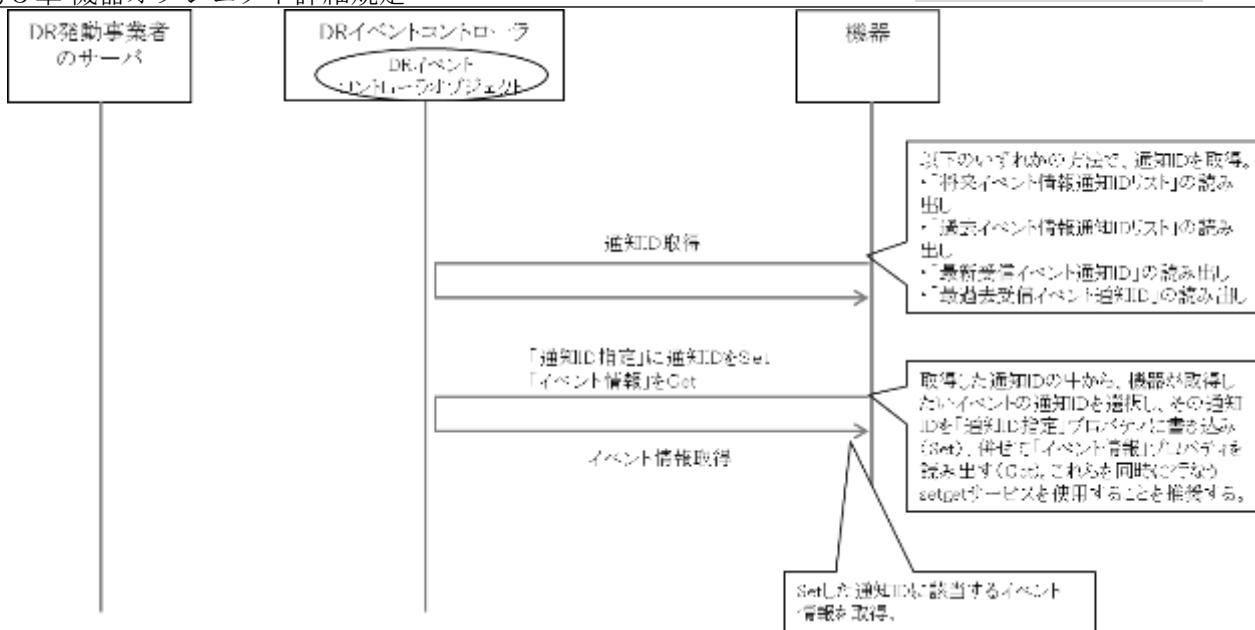 章 機器オブジェクト詳細規定
DR発動事業者
のサーバ
DRイベントコントローラ
DRイベント
コントローラオブジェクト
機器
以下のいずれかの方法で、通知IDを取得。
・「将来イベント情報通知IDリスト」の読み
出し
・「過去イベント情報通知IDリスト」の読み
出し
・「最新受信イベント通知ID」の読み出し
・「最過去受信イベント通知ID」の読み出し
通知ID取得
「通知ID指定」に通知IDをSet
「イベント情報」をGet
イベント情報取得
取得した通知IDの中から、機器が取得し
たいイベントの通知IDを選択し、その通知
IDを「通知ID指定」プロパティに書き込み
(Set)、併せて「イベント情報」プロパティを
読み出す(Get)。これらを同時に行なう
setgetサービスを使用することを推奨する。
Setした通知IDに該当するイベント
情報を取得。